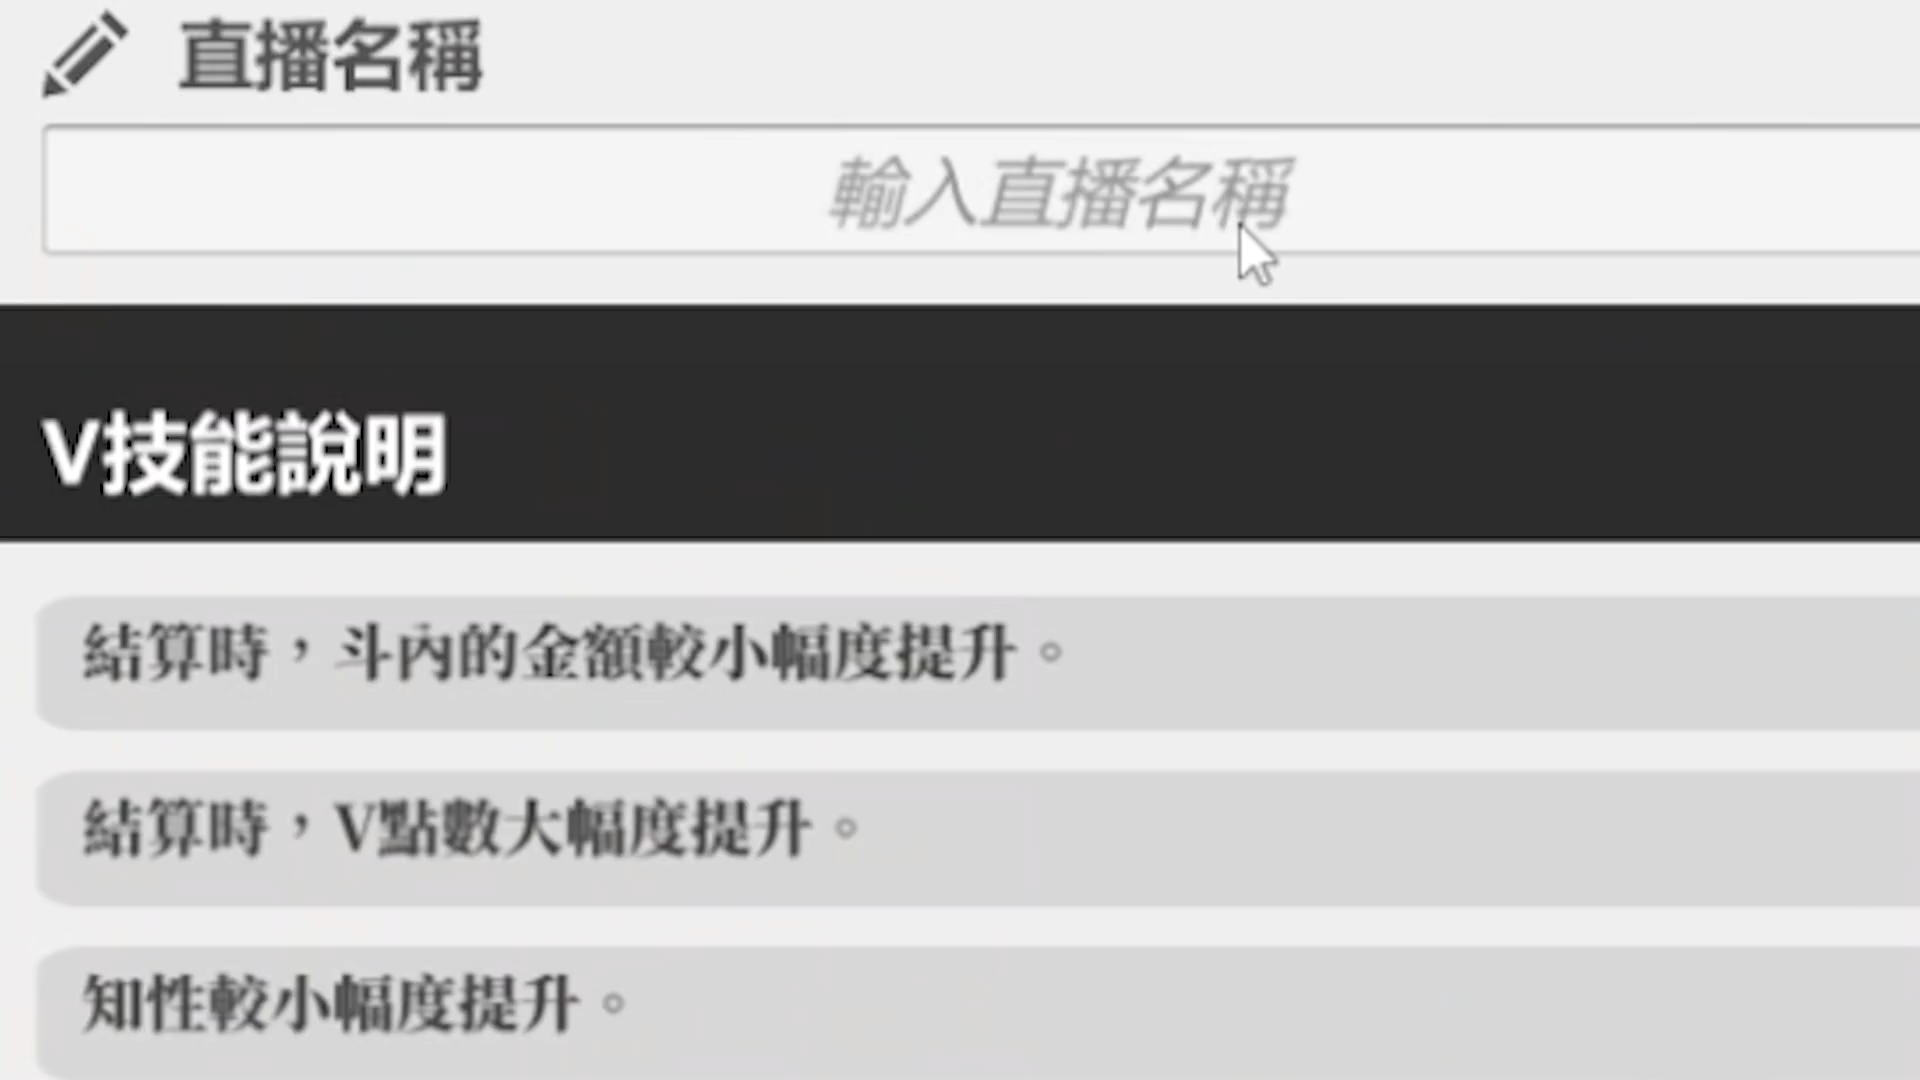 直播名稱
輸入直播名稱
V技能說明
結算時，斗內的金額較小幅度提升。
結算時，V點數大幅度提升。
知性較小幅度提升。